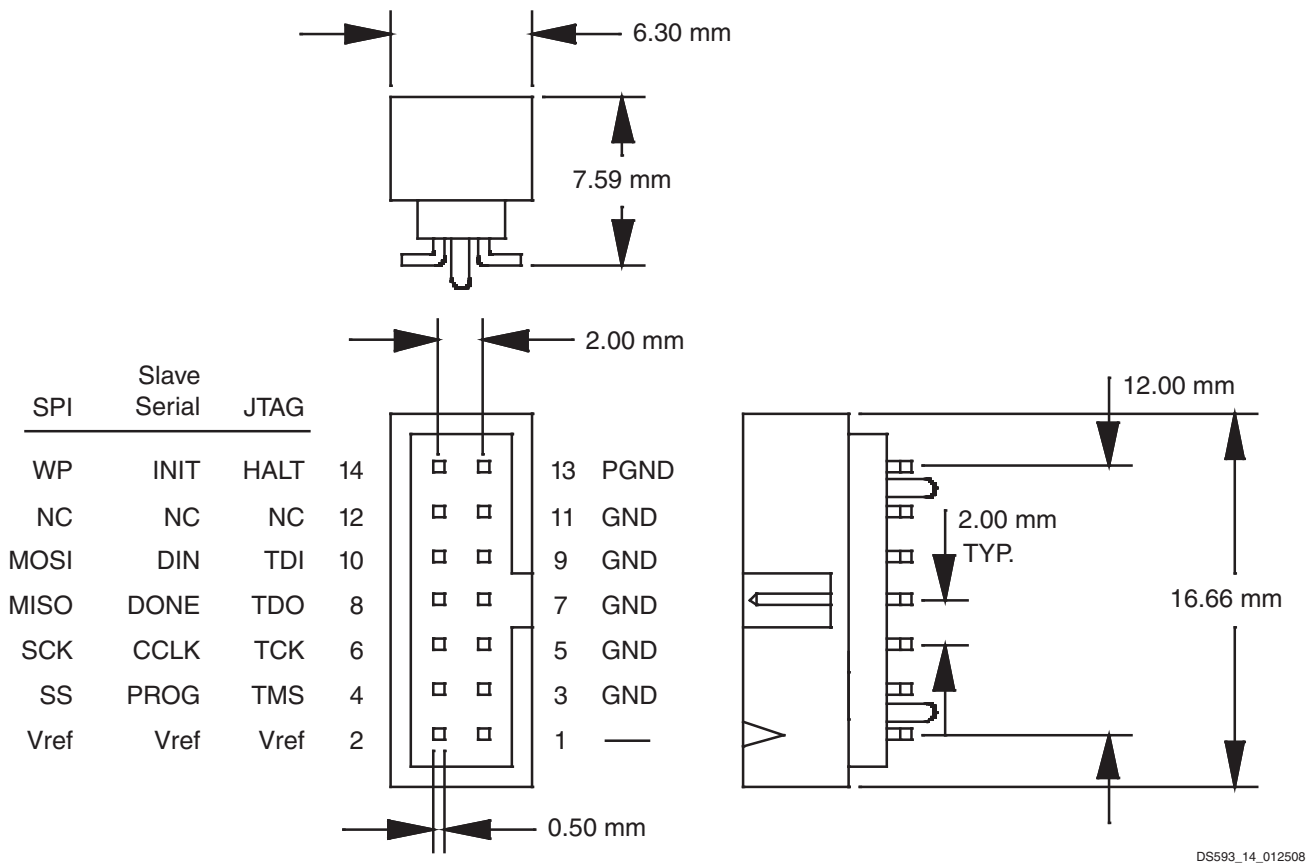 6.30 mm
7.59 mm
2.00 mm
Slave
SPI Serial JTAG
12.00 mm
WP INIT HALT 14 13 PGND
NC NC NC 12 11 GND
2.00 mm
TYP.
MOSI DIN TDI 10 9 GND
MISO DONE TDO 8 7 GND
16.66 mm
SCK CCLK TCK 6 5 GND
SS PROG TMS 4 3 GND
Vref Vref Vref 2 1 —
0.50 mm
DS593_14_012508